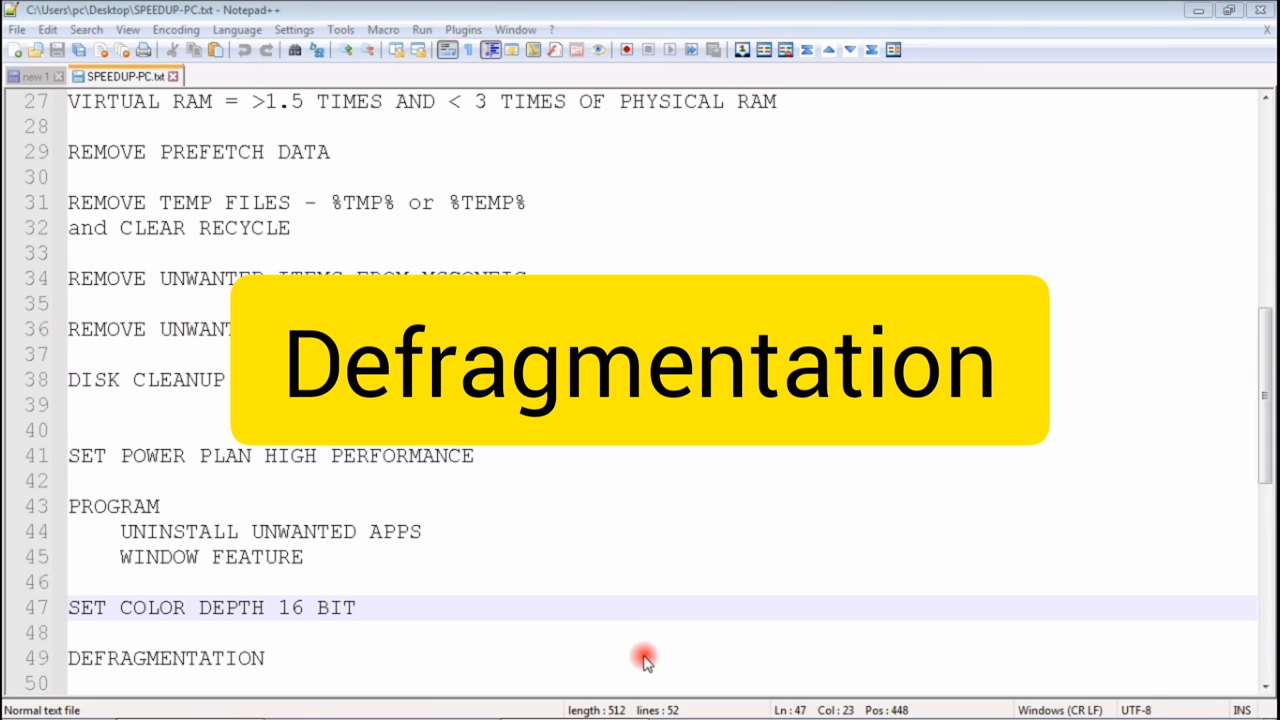 C:\Users\pc\Desktop\SPEEDUP-PC.txt - Notepad++
File Edit Search View Encoding Language Settings Tools Macro Run Plugins Window ? X
new 1 SPEEDUP-PC.txt
27 VIRTUAL RAM = >1.5 TIMES AND < 3 TIMES OF PHYSICAL RAM
28
29 REMOVE PREFETCH DATA
30
31 REMOVE TEMP FILES - %TMP% or %TEMP%
32 and CLEAR RECYCLE
33
34 REMOVE UNWANTED ITEMS FROM MSCONFIG
35
36 REMOVE UNWANT
37
38 DISK CLEANUP
Defragmentation
39
40
41 SET POWER PLAN HIGH PERFORMANCE
42
43 PROGRAM
44 UNINSTALL UNWANTED APPS
45 WINDOW FEATURE
46
47 SET COLOR DEPTH 16 BIT
48
49 DEFRAGMENTATION
50
Normal text file length : 512 lines : 52 Ln : 47 Col : 23 Pos : 448 Windows (CR LF) UTF-8 INS